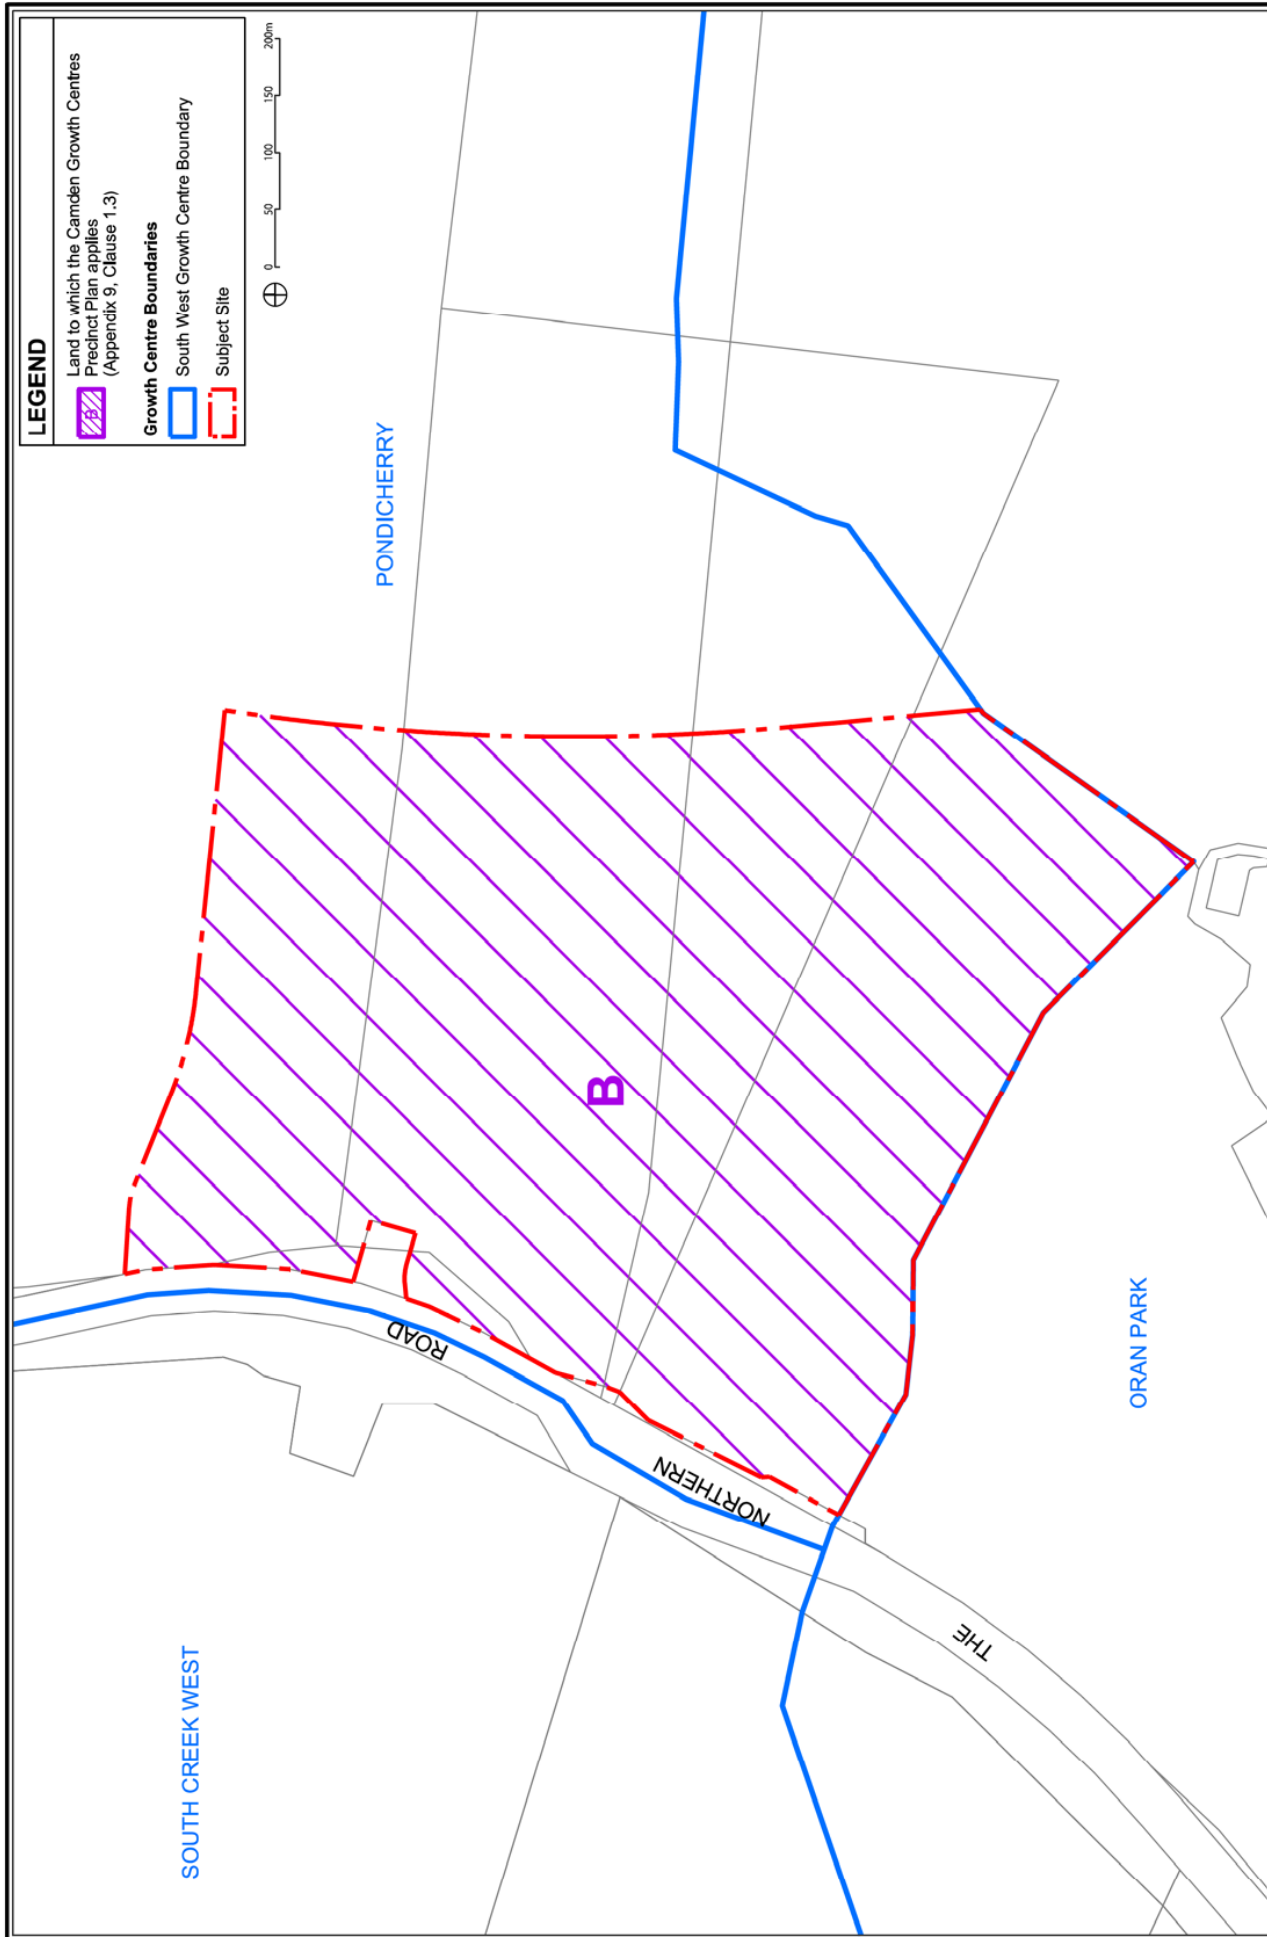 LEGEND
Land to which the Camden Growth Centres
Precinct Plan applies
(Appendix 9, Clause 1.3)
Growth Centre Boundaries
South West Growth Centre Boundary
Subject Site
0 50 100 150 200m
PONDICHERRY
B
ROAD
NORTHERN
THE
SOUTH CREEK WEST
ORAN PARK